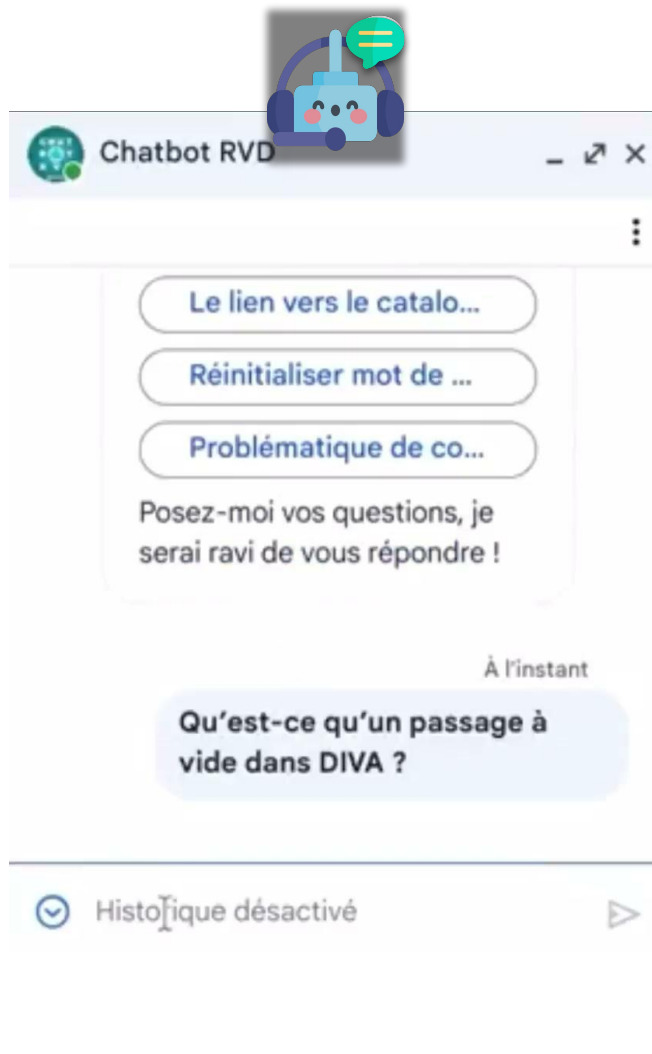 Chatbot RVD
Le lien vers le catalo...
Réinitialiser mot de ...
Problématique de co...
Posez-moi vos questions, je
serai ravi de vous répondre !
À l'instant
Qu'est-ce qu'un passage à
vide dans DIVA ?
Historique désactivé